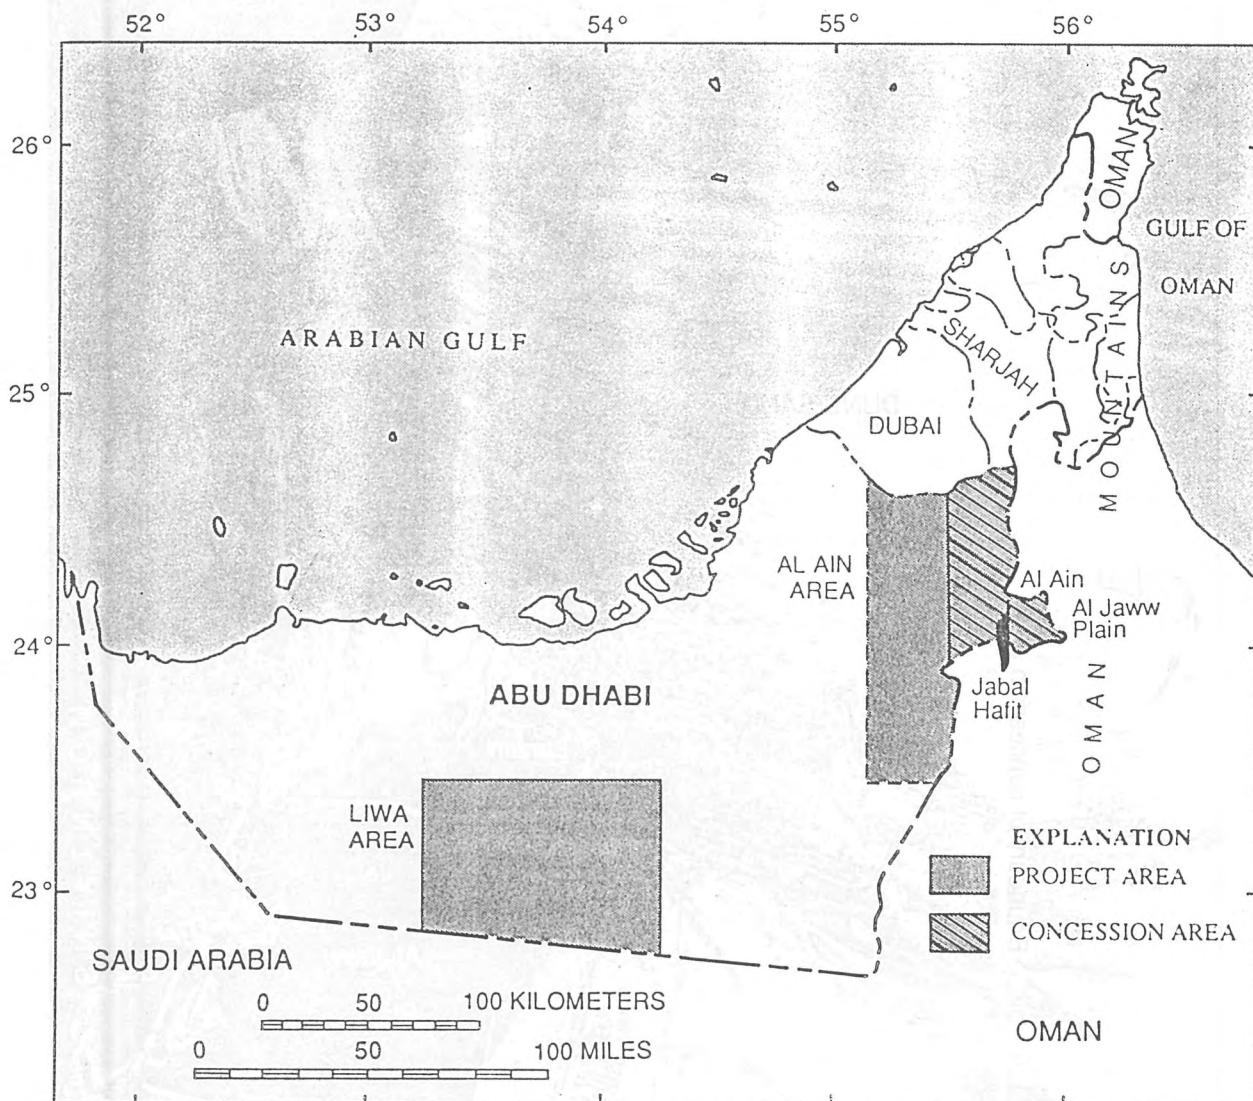 52° 53° 54° 55° 56°
26°
25°
24°
23°
OMAN
GULF OF
OMAN
ARABIAN GULF
SHARJAH
MOUNTAINS
DUBAI
AL AIN
AREA
Al Ain
Al Jaww
Plain
ABU DHABI
Jabal
Hafit
OMAN
LIWA
AREA
EXPLANATION
PROJECT AREA
CONCESSION AREA
SAUDI ARABIA
0 50 100 KILOMETERS
0 50 100 MILES
OMAN